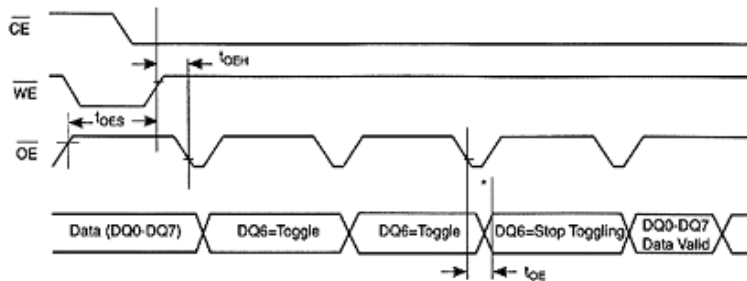 CE
tOEH
WE
tOES
OE
*
Data (DQ0-DQ7)
DQ6=Toggle
DQ6=Toggle
DQ6=Stop Toggling
DQ0-DQ7
Data Valid
tOE